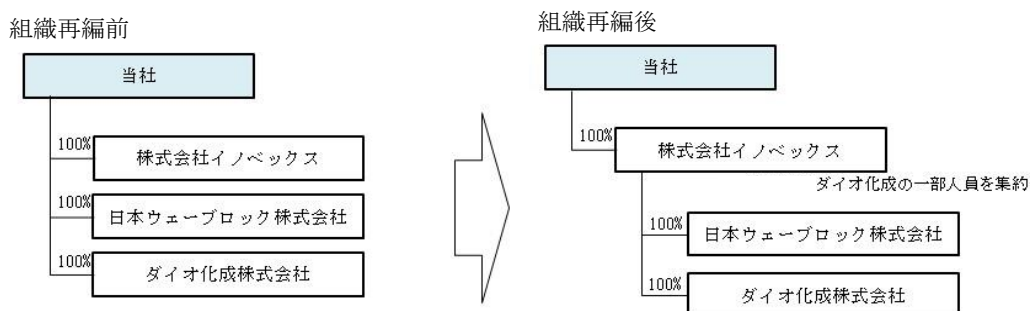 組織再編前
当社
100%
株式会社イノベックス
100%
日本ウェーブロック株式会社
100%
ダイオ化成株式会社
組織再編後
当社
100%
株式会社イノベックス
ダイオ化成の一部人員を集約
100%
日本ウェーブロック株式会社
100%
ダイオ化成株式会社